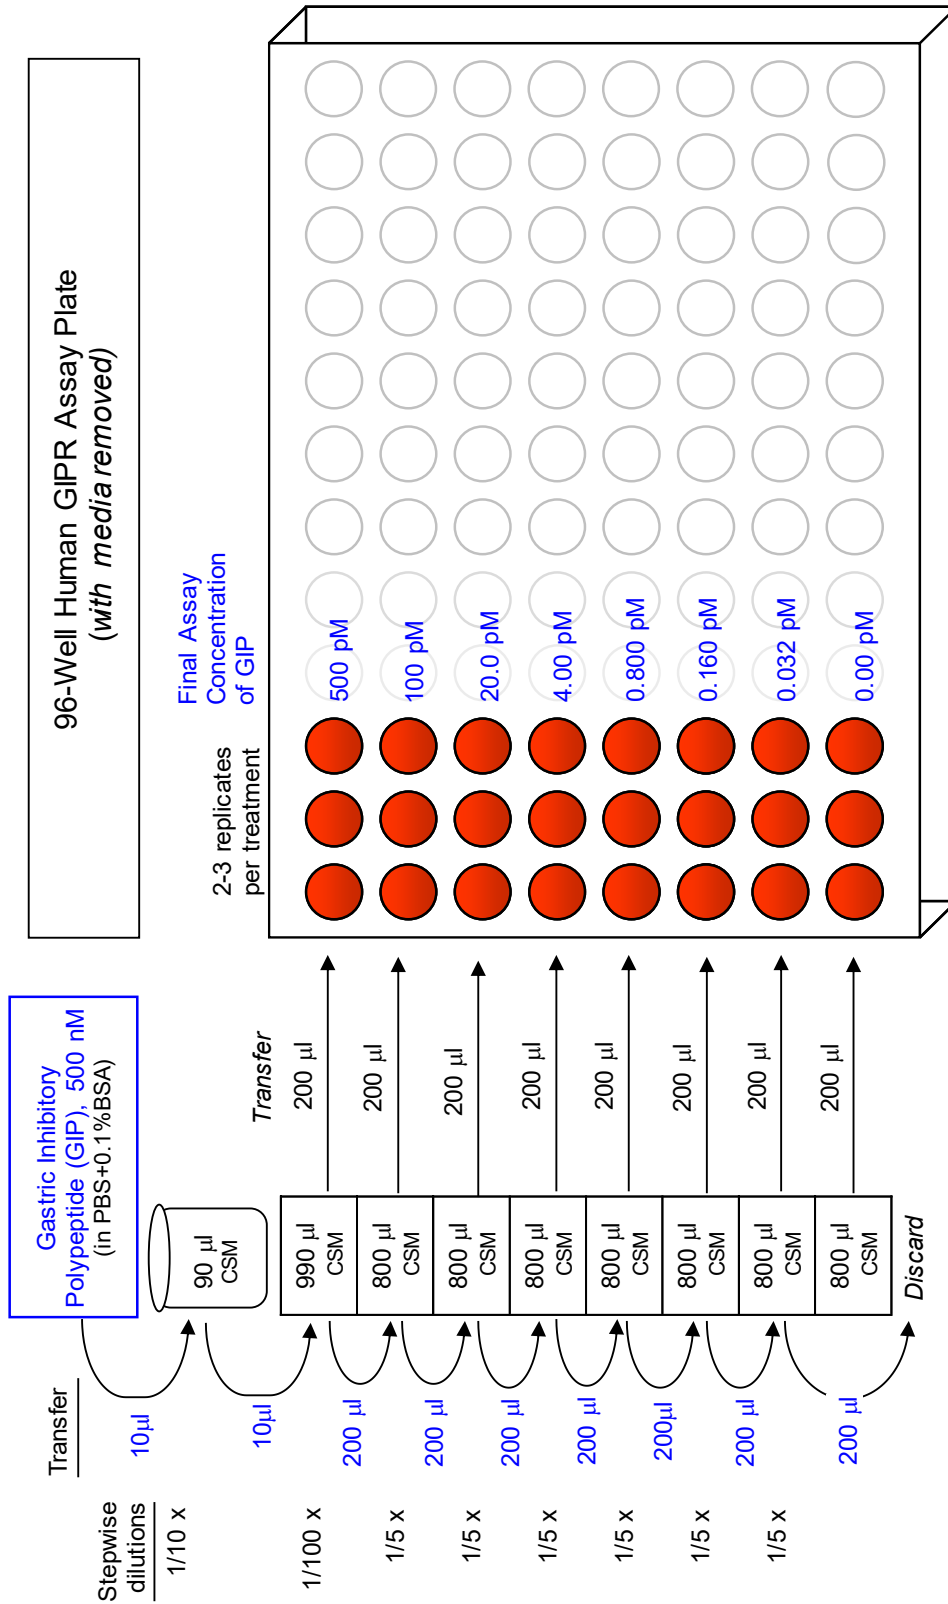 96-Well Human GIPR Assay Plate
(with media removed)
Gastric Inhibitory
Polypeptide (GIP), 500 nM
(in PBS+0.1%BSA)
Stepwise
dilutions
Transfer
1/10 x
10µl
90 µl
CSM
1/100 x
10µl
990 µl
CSM
1/5 x
200 µl
800 µl
CSM
1/5 x
200 µl
800 µl
CSM
1/5 x
200 µl
800 µl
CSM
1/5 x
200 µl
800 µl
CSM
1/5 x
200µl
800 µl
CSM
1/5 x
200 µl
800 µl
CSM
200 µl
800 µl
CSM
Discard
Transfer
200 µl
200 µl
200 µl
200 µl
200 µl
200 µl
200 µl
200 µl
2-3 replicates
per treatment
Final Assay
Concentration
of GIP
500 pM
100 pM
20.0 pM
4.00 pM
0.800 pM
0.160 pM
0.032 pM
0.00 pM